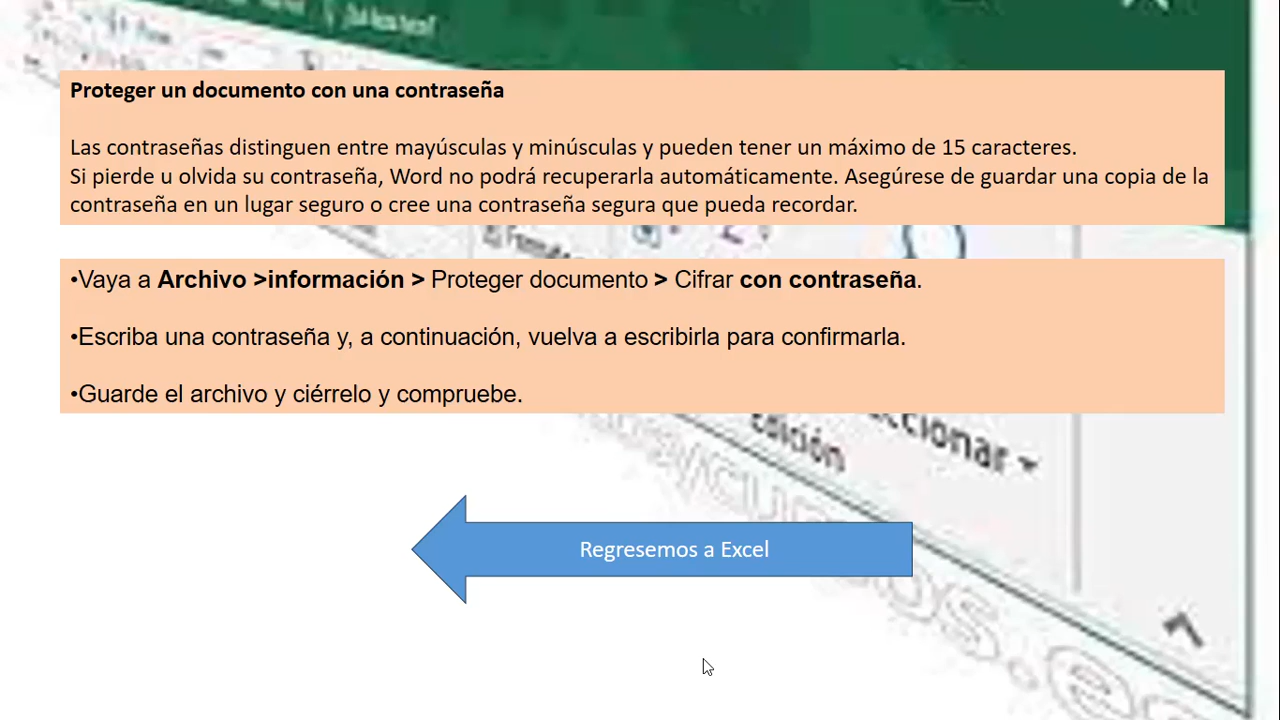 Proteger un documento con una contraseña
Las contraseñas distinguen entre mayúsculas y minúsculas y pueden tener un máximo de 15 caracteres.
Si pierde u olvida su contraseña, Word no podrá recuperarla automáticamente. Asegúrese de guardar una copia de la
contraseña en un lugar seguro o cree una contraseña segura que pueda recordar.
•Vaya a Archivo >información > Proteger documento > Cifrar con contraseña.
•Escriba una contraseña y, a continuación, vuelva a escribirla para confirmarla.
•Guarde el archivo y ciérrelo y compruebe.
Edición
Regresemos a Excel